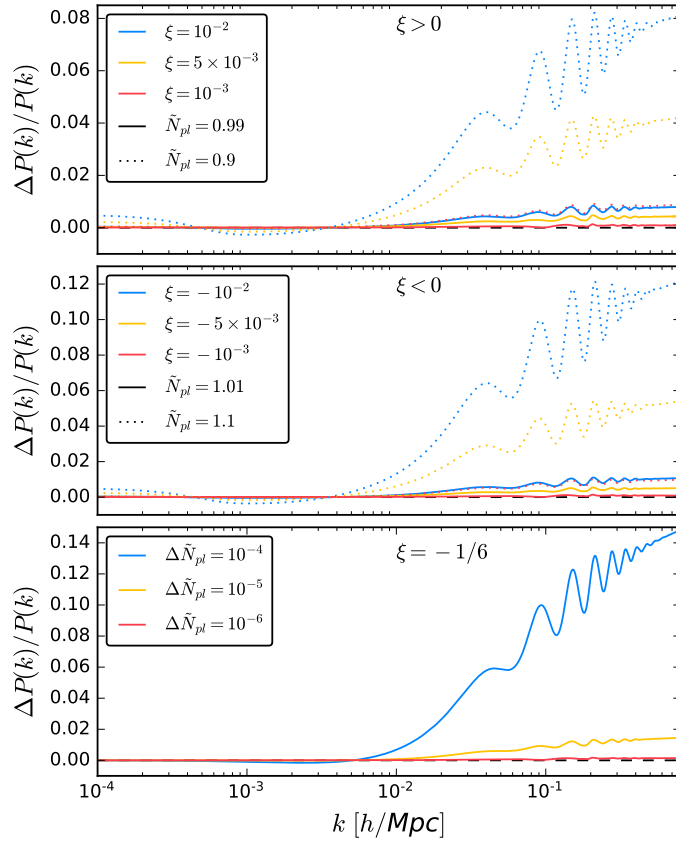 0.08
0.06
0.04
0.02
0.00
ΔP(k)/P(k)
ξ = 10⁻²
ξ = 5 × 10⁻³
ξ = 10⁻³
Ñ_pl = 0.99
Ñ_pl = 0.9
ξ > 0
0.12
0.10
0.08
0.06
0.04
0.02
0.00
ΔP(k)/P(k)
ξ = − 10⁻²
ξ = − 5 × 10⁻³
ξ = − 10⁻³
Ñ_pl = 1.01
Ñ_pl = 1.1
ξ < 0
0.14
0.12
0.10
0.08
0.06
0.04
0.02
0.00
ΔP(k)/P(k)
ΔÑ_pl = 10⁻⁴
ΔÑ_pl = 10⁻⁵
ΔÑ_pl = 10⁻⁶
ξ = − 1/6
10⁻⁴ 10⁻³ 10⁻² 10⁻¹
k [h/Mpc]